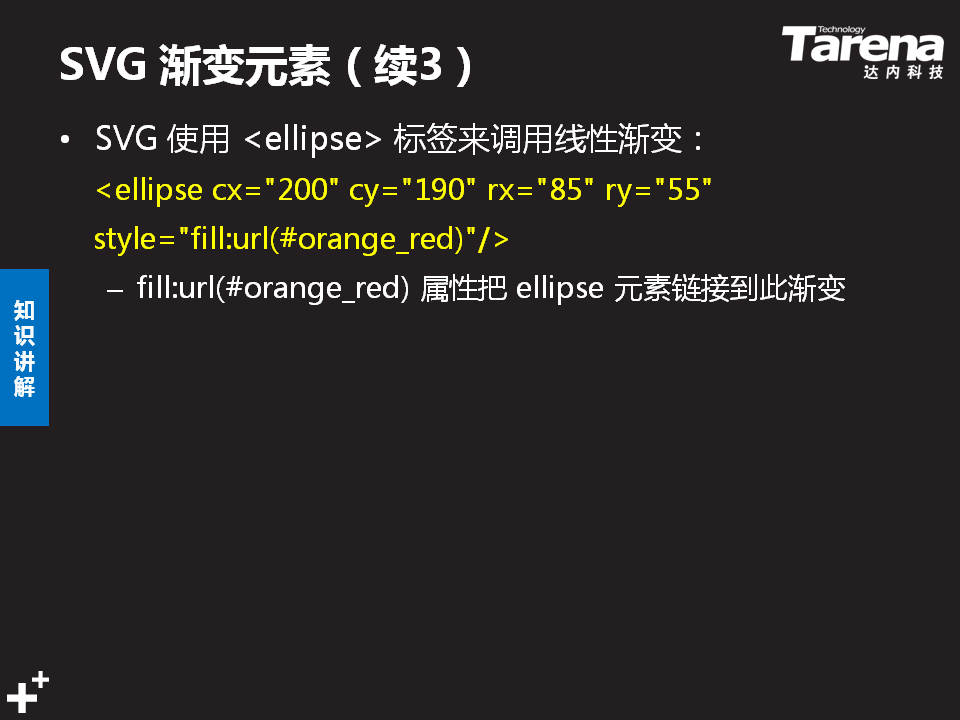 SVG 渐变元素（续3）
Technology
Tarena
达内科技
• SVG 使用 <ellipse> 标签来调用线性渐变：
<ellipse cx="200" cy="190" rx="85" ry="55"
style="fill:url(#orange_red)"/>
– fill:url(#orange_red) 属性把 ellipse 元素链接到此渐变
知识讲解